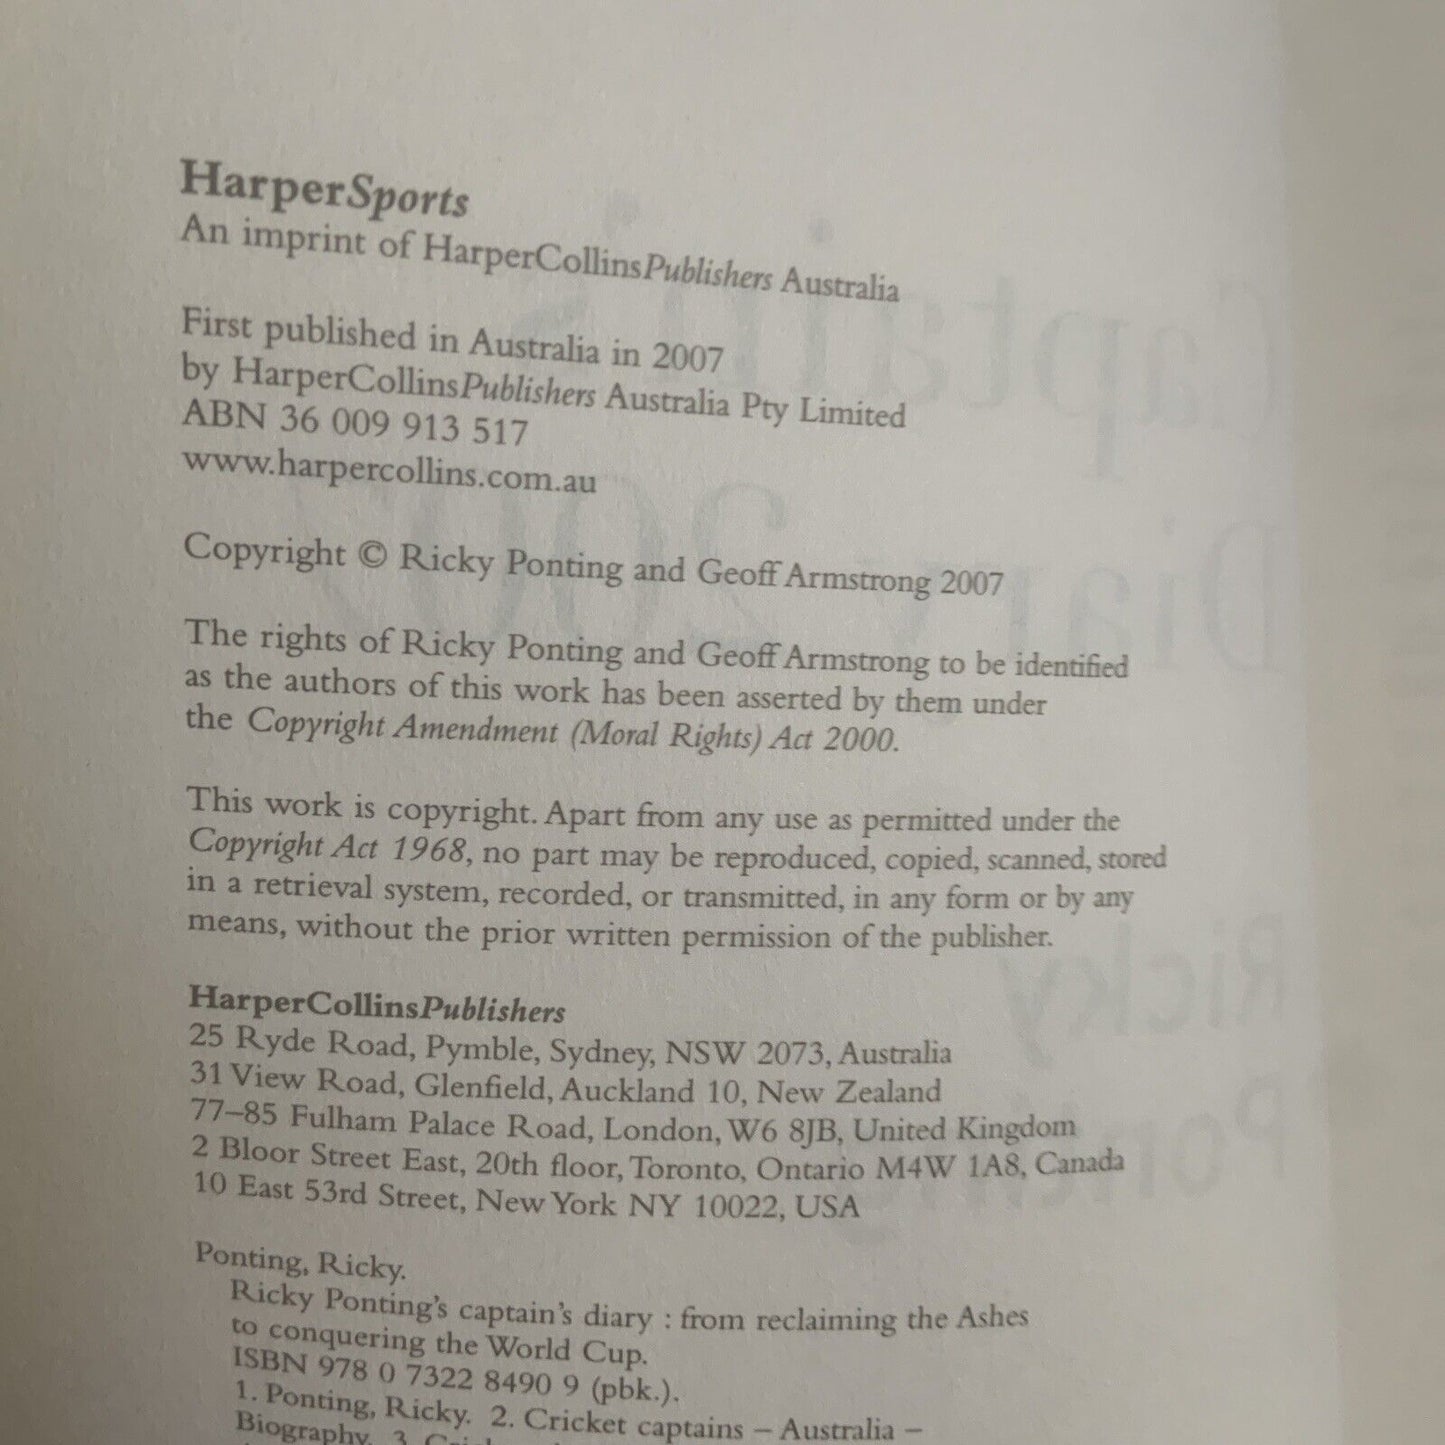 HarperSports
An imprint of HarperCollinsPublishers Australia
First published in Australia in 2007
by HarperCollinsPublishers Australia Pty Limited
ABN 36 009 913 517
www.harpercollins.com.au
Copyright © Ricky Ponting and Geoff Armstrong 2007
The rights of Ricky Ponting and Geoff Armstrong to be identified
as the authors of this work has been asserted by them under
the Copyright Amendment (Moral Rights) Act 2000.
This work is copyright. Apart from any use as permitted under the
Copyright Act 1968, no part may be reproduced, copied, scanned, stored
in a retrieval system, recorded, or transmitted, in any form or by any
means, without the prior written permission of the publisher.
HarperCollinsPublishers
25 Ryde Road, Pymble, Sydney, NSW 2073, Australia
31 View Road, Glenfield, Auckland 10, New Zealand
77–85 Fulham Palace Road, London, W6 8JB, United Kingdom
2 Bloor Street East, 20th floor, Toronto, Ontario M4W 1A8, Canada
10 East 53rd Street, New York NY 10022, USA
Ponting, Ricky.
Ricky Ponting's captain's diary : from reclaiming the Ashes
to conquering the World Cup.
ISBN 978 0 7322 8490 9 (pbk.).
1. Ponting, Ricky. 2. Cricket captains – Australia –
Biography. 3.